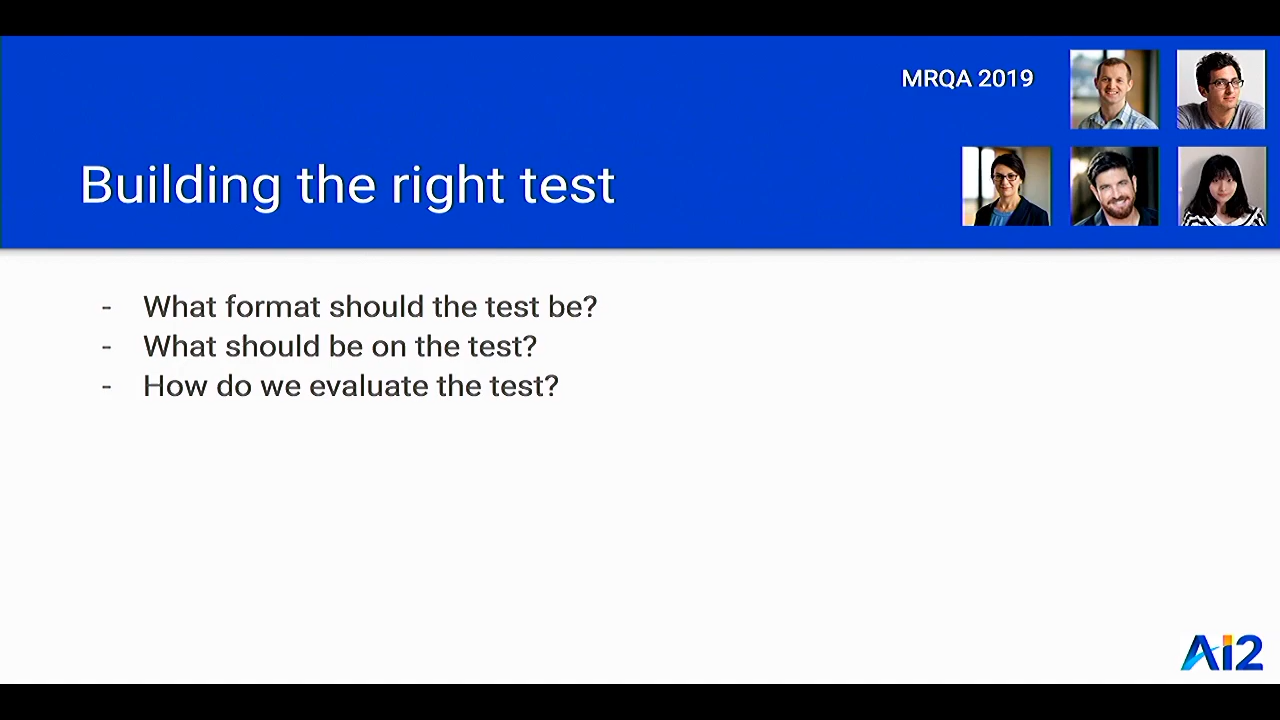 MRQA 2019
Building the right test
- What format should the test be?
- What should be on the test?
- How do we evaluate the test?
Ai2